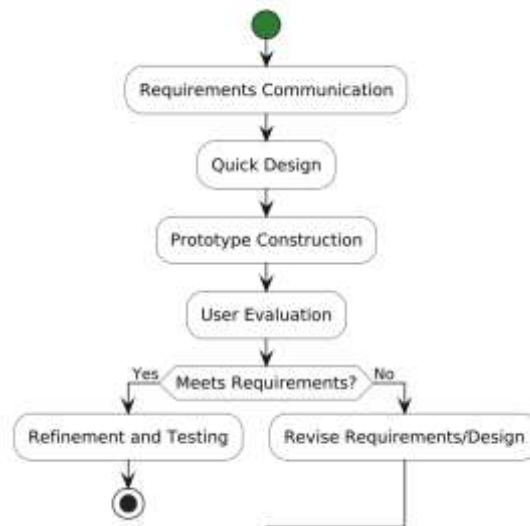 Requirements Communication
Quick Design
Prototype Construction
User Evaluation
Yes
Meets Requirements?
No
Refinement and Testing
Revise Requirements/Design